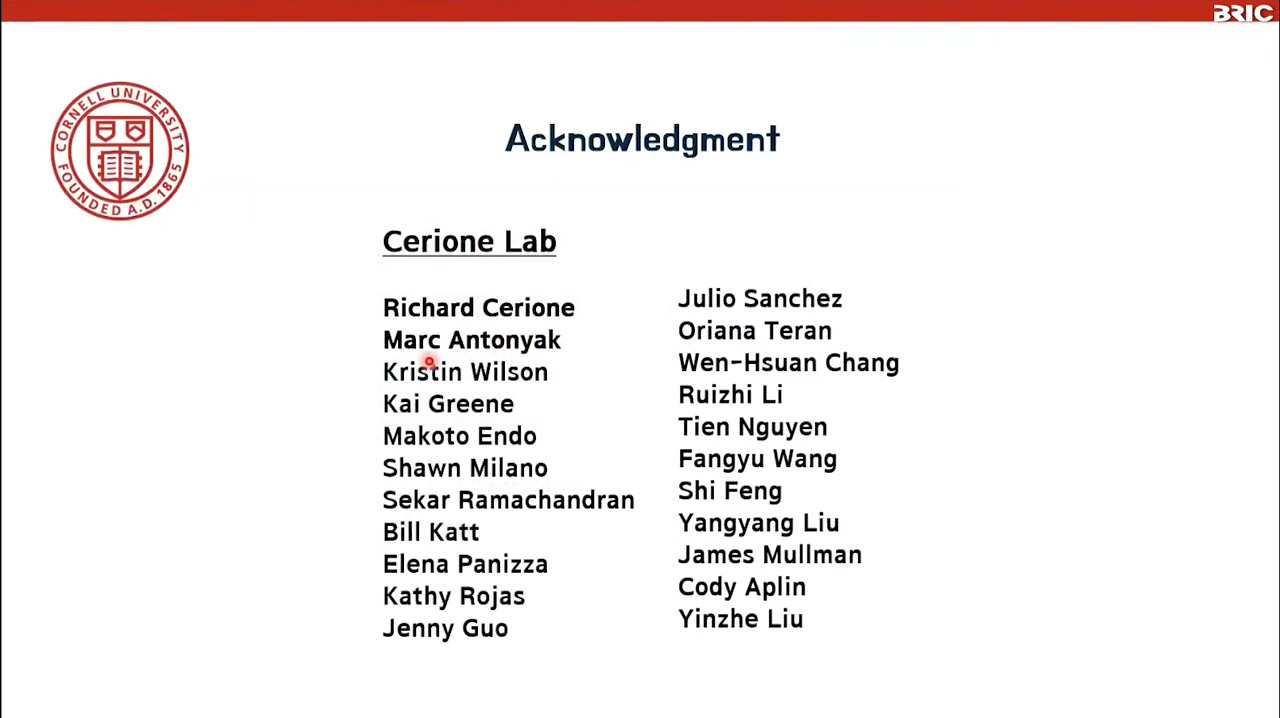 BRIC
CORNELL UNIVERSITY
FOUNDED A.D. 1865
Acknowledgment
Cerione Lab
Richard Cerione
Marc Antonyak
Kristin Wilson
Kai Greene
Makoto Endo
Shawn Milano
Sekar Ramachandran
Bill Katt
Elena Panizza
Kathy Rojas
Jenny Guo
Julio Sanchez
Oriana Teran
Wen-Hsuan Chang
Ruizhi Li
Tien Nguyen
Fangyu Wang
Shi Feng
Yangyang Liu
James Mullman
Cody Aplin
Yinzhe Liu